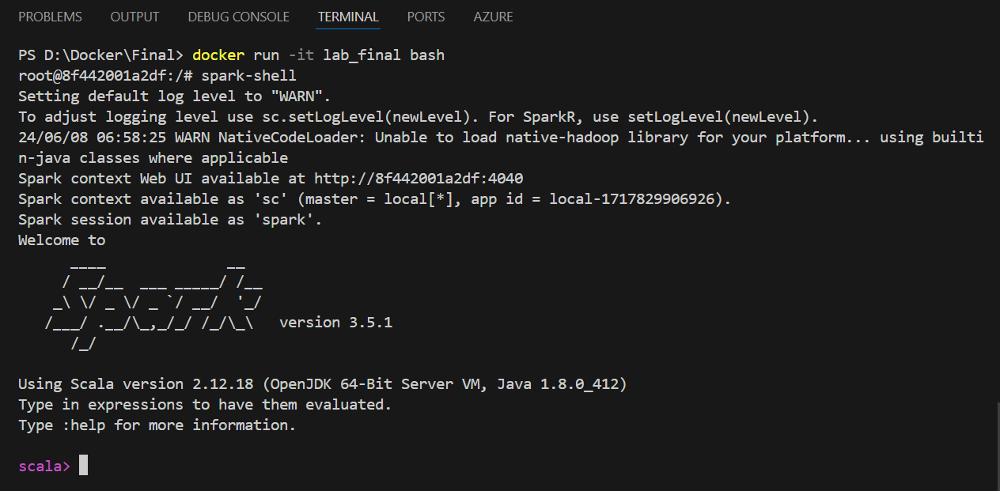 PROBLEMS OUTPUT DEBUG CONSOLE TERMINAL PORTS AZURE
PS D:\Docker\Final> docker run -it lab_final bash
root@8f442001a2df:/# spark-shell
Setting default log level to "WARN".
To adjust logging level use sc.setLogLevel(newLevel). For SparkR, use setLogLevel(newLevel).
24/06/08 06:58:25 WARN NativeCodeLoader: Unable to load native-hadoop library for your platform... using builti
n-java classes where applicable
Spark context Web UI available at http://8f442001a2df:4040
Spark context available as 'sc' (master = local[*], app id = local-1717829906926).
Spark session available as 'spark'.
Welcome to
      ____              __
     / __/__  ___ _____/ /__
    _\ \/ _ \/ _ `/ __/  '_/
   /___/ .__/\_,_/_/ /_/\_\   version 3.5.1
      /_/
Using Scala version 2.12.18 (OpenJDK 64-Bit Server VM, Java 1.8.0_412)
Type in expressions to have them evaluated.
Type :help for more information.
scala>